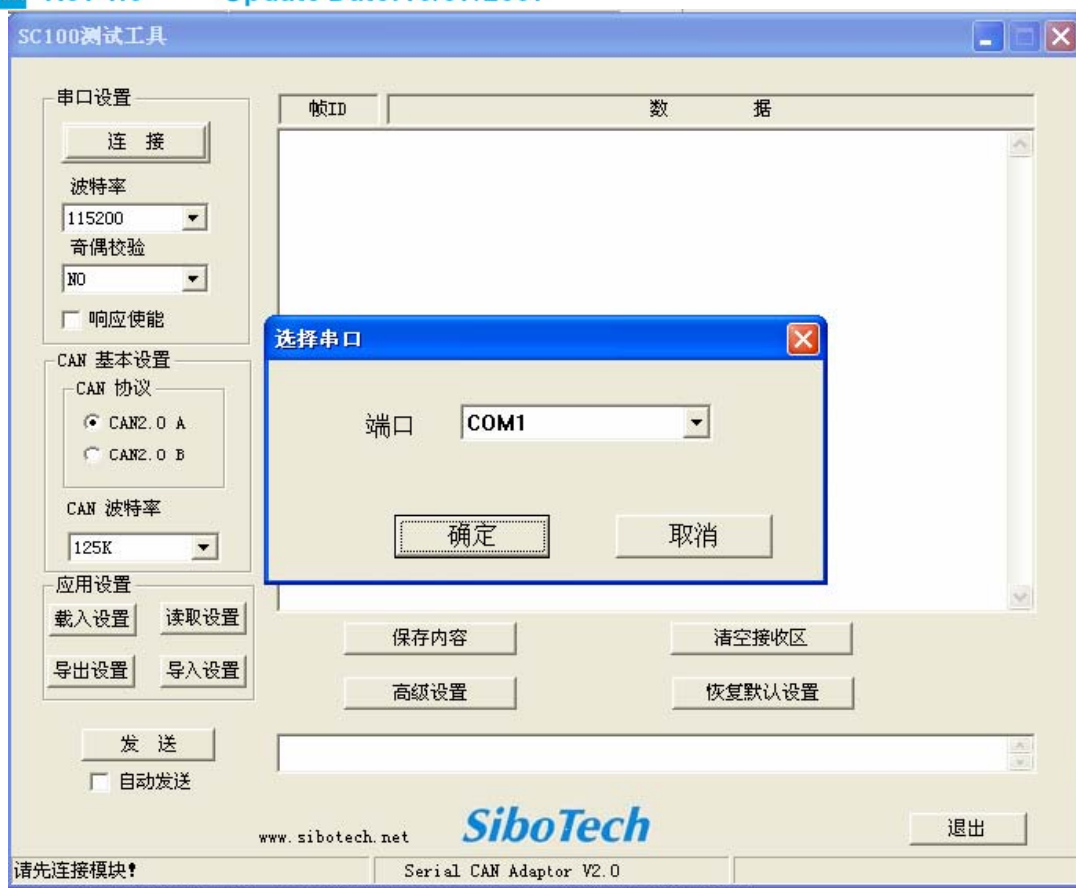 SC100测试工具
串口设置
连 接
波特率
115200
奇偶校验
NO
响应使能
帧ID 数 据
选择串口
端口 COM1
确定 取消
CAN 基本设置
CAN 协议
CAN2.0 A
CAN2.0 B
CAN 波特率
125K
应用设置
载入设置 读取设置
导出设置 导入设置
保存内容 清空接收区
高级设置 恢复默认设置
发 送
自动发送
www.sibotech.net SiboTech 退出
请先连接模块! Serial CAN Adaptor V2.0